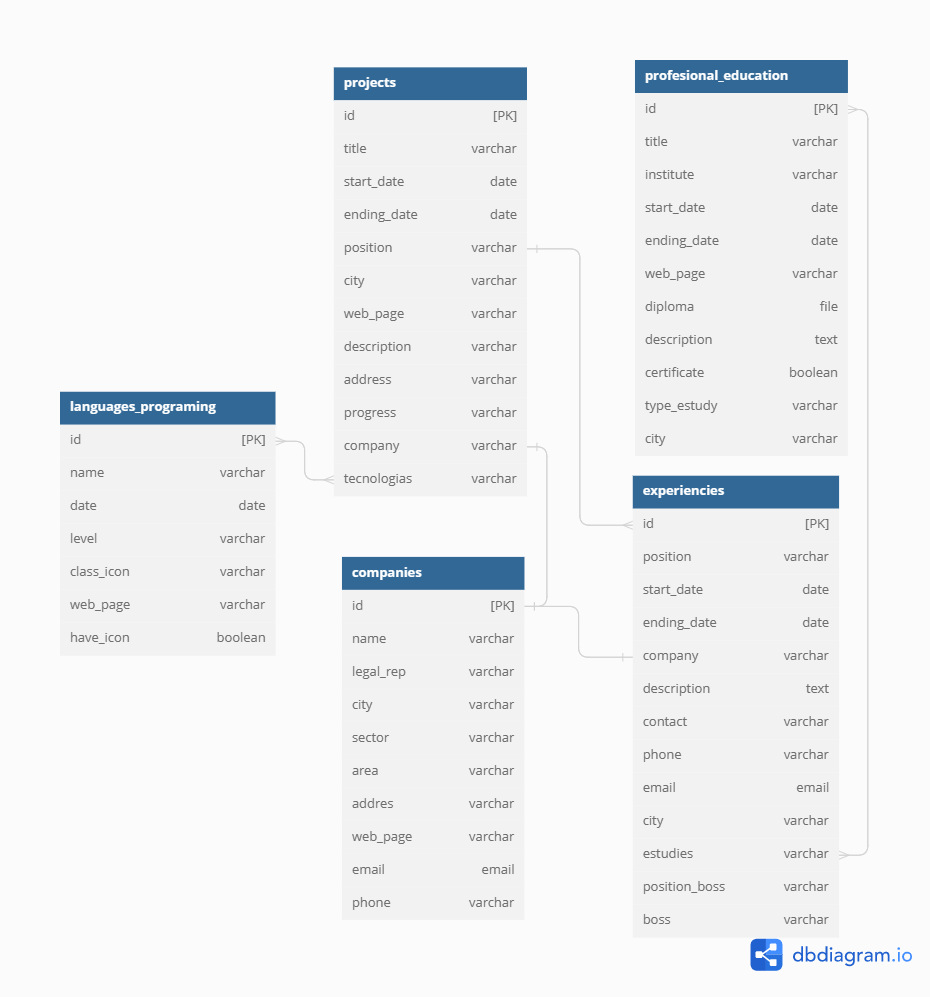 projects
id [PK]
title varchar
start_date date
ending_date date
position varchar
city varchar
web_page varchar
description varchar
address varchar
progress varchar
company varchar
tecnologias varchar
profesional_education
id [PK]
title varchar
institute varchar
start_date date
ending_date date
web_page varchar
diploma file
description text
certificate boolean
type_estudy varchar
city varchar
languages_programing
id [PK]
name varchar
date date
level varchar
class_icon varchar
web_page varchar
have_icon boolean
companies
id [PK]
name varchar
legal_rep varchar
city varchar
sector varchar
area varchar
addres varchar
web_page varchar
email email
phone varchar
experiencies
id [PK]
position varchar
start_date date
ending_date date
company varchar
description text
contact varchar
phone varchar
email email
city varchar
estudies varchar
position_boss varchar
boss varchar
dbdiagram.io